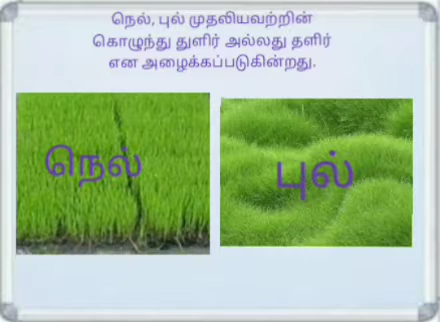 நெல், புல் முதலியவற்றின்
கொழுந்து துளிர் அல்லது தளிர்
என அழைக்கப்படுகின்றது.
நெல்
புல்